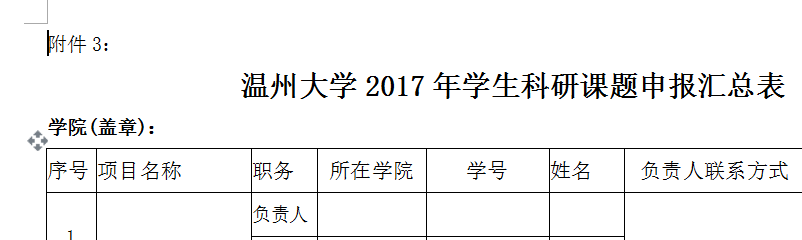 附件 3：
温州大学 2017 年学生科研课题申报汇总表
学院(盖章)：
序号 项目名称 职务 所在学院 学号 姓名 负责人联系方式
负责人
1